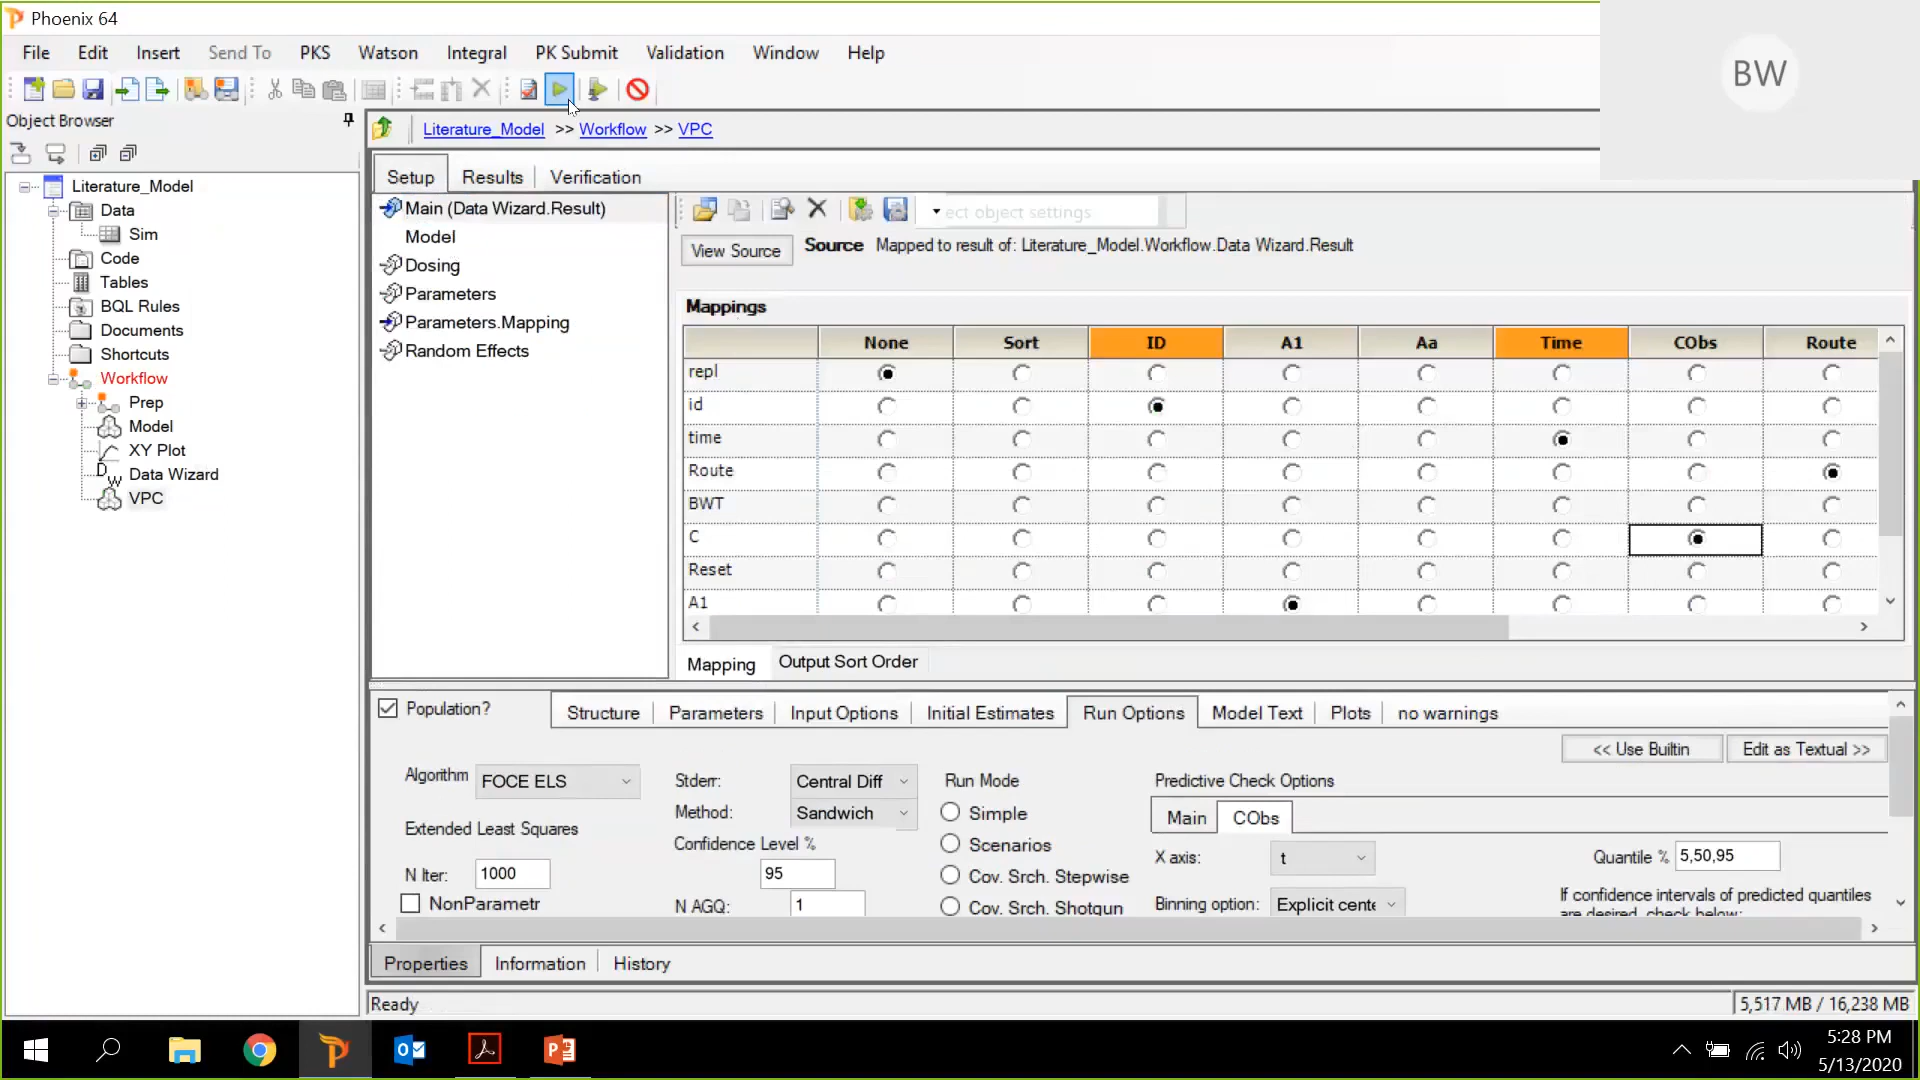 Phoenix 64
BW
File Edit Insert Send To PKS Watson Integral PK Submit Validation Window Help
Object Browser
Literature_Model >> Workflow >> VPC
Literature_Model
Data
Sim
Code
Tables
BQL Rules
Documents
Shortcuts
Workflow
Prep
Model
XY Plot
Data Wizard
VPC
Setup Results Verification
Main (Data Wizard.Result)
Model
Dosing
Parameters
Parameters.Mapping
Random Effects
ect object settings
View Source Source Mapped to result of: Literature_Model.Workflow.Data Wizard.Result
Mappings
None Sort ID A1 Aa Time CObs Route
repl
id
time
Route
BWT
C
Reset
A1
Mapping Output Sort Order
Population? Structure Parameters Input Options Initial Estimates Run Options Model Text Plots no warnings
<< Use Builtin Edit as Textual >>
Algorithm FOCE ELS Stderr: Central Diff Run Mode Predictive Check Options
Method: Sandwich Simple Main CObs
Extended Least Squares Confidence Level % Scenarios
X axis: t Quantile % 5,50,95
N Iter: 1000 95 Cov. Srch. Stepwise
If confidence intervals of predicted quantiles
NonParametr N AGQ: 1 Cov. Srch. Shotgun Binning option: Explicit cente
are desired, check below:
Properties Information History
Ready 5,517 MB / 16,238 MB
5:28 PM
5/13/2020